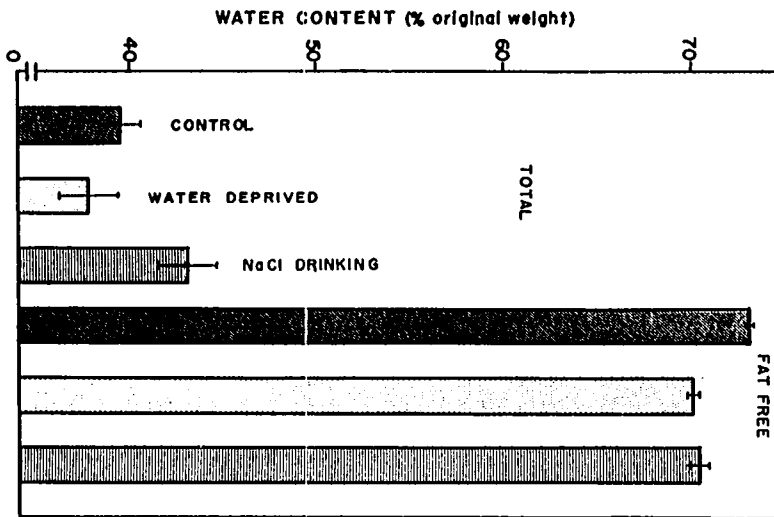 WATER CONTENT (% original weight)
0 40 50 60 70
CONTROL
WATER DEPRIVED
NaCl DRINKING
TOTAL
FAT FREE